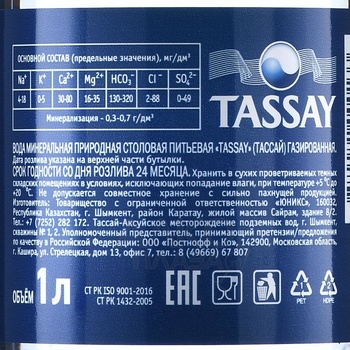 ОСНОВНОЙ СОСТАВ (предельные значения), мг/дм³
Na⁺ K⁺ Ca²⁺ Mg²⁺ HCO₃⁻ Cl⁻ SO₄²⁻
4-18 0-5 30-80 16-35 130-320 2-88 0-49
Минерализация - 0,3-0,7 г/дм³
TASSAY
ВОДА МИНЕРАЛЬНАЯ ПРИРОДНАЯ СТОЛОВАЯ ПИТЬЕВАЯ «TASSAY» (ТАССАЙ) ГАЗИРОВАННАЯ.
Дата розлива указана на верхней части бутылки.
СРОК ГОДНОСТИ СО ДНЯ РОЗЛИВА 24 МЕСЯЦА. Хранить в сухих проветриваемых темных
складских помещениях в условиях, исключающих попадание влаги, при температуре +5 °C до
+20 °C. Не допускается совместное хранение с сильно пахнущей продукцией.
Изготовитель: Товарищество с ограниченной ответственностью «ЮНИКС», 160032,
Республика Казахстан, г. Шымкент, район Каратау, жилой массив Сайрам, здание 8/2.
Тел.: +7 (7252) 282 172. Тассай-Аксуйское месторождение подземных вод, г. Шымкент,
скважины № 1, 2. Уполномоченный представитель, принимающий претензии/предложения
по качеству в Российской Федерации: ООО «Постнофф и Ко», 142900, Московская область,
г. Кашира, ул. Стрелецкая, дом 13, офис 7, тел.: 8 (49669) 67 807
ОБЪЁМ 1 Л
СТ РК ISO 9001-2016
СТ РК 1432-2005
EAC
1 PET
2 HDPE